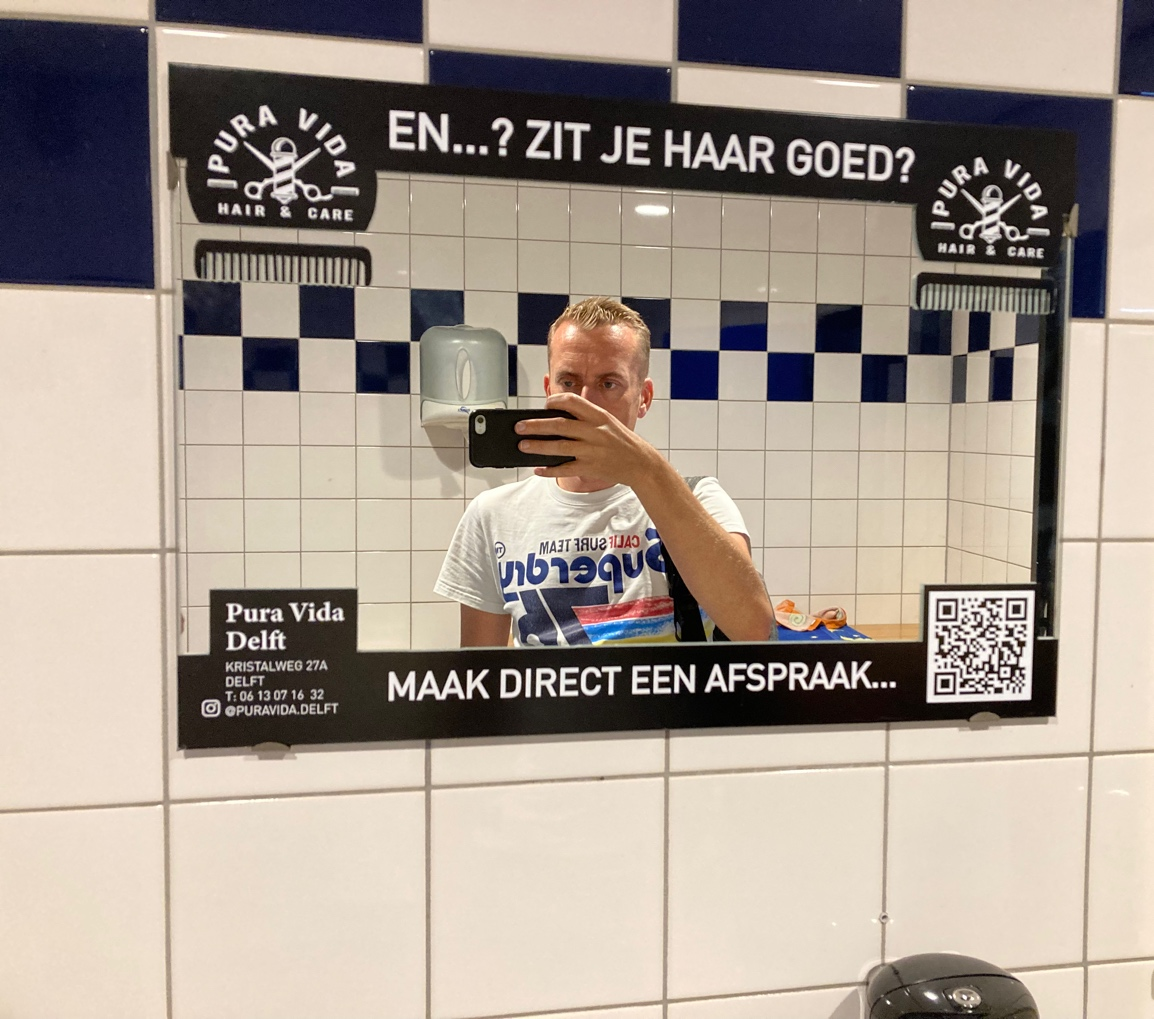 PURA VIDA
HAIR & CARE
EN...? ZIT JE HAAR GOED?
PURA VIDA
HAIR & CARE
CALIF SURF TEAM
Superdry
TM
Pura Vida
Delft
KRISTALWEG 27A
DELFT
T: 06 13 07 16 32
@PURAVIDA.DELFT
MAAK DIRECT EEN AFSPRAAK...